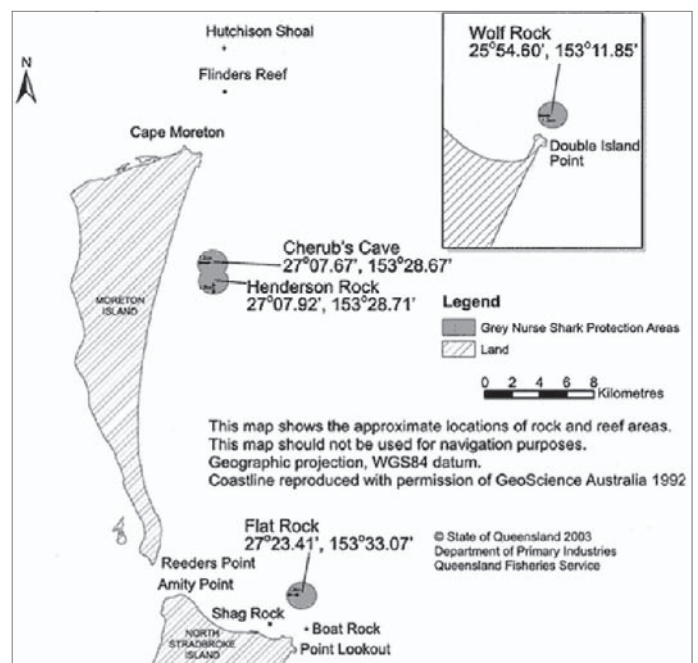 Hutchison Shoal
Flinders Reef
N
Cape Moreton
Wolf Rock
25°54.60', 153°11.85'
Double Island
Point
Cherub's Cave
27°07.67', 153°28.67'
Henderson Rock
27°07.92', 153°28.71'
MORETON
ISLAND
Legend
Grey Nurse Shark Protection Areas
Land
0 2 4 6 8
Kilometres
This map shows the approximate locations of rock and reef areas.
This map should not be used for navigation purposes.
Geographic projection, WGS84 datum.
Coastline reproduced with permission of GeoScience Australia 1992
Flat Rock
27°23.41', 153°33.07'
© State of Queensland 2003
Department of Primary Industries
Queensland Fisheries Service
Reeders Point
Amity Point
Shag Rock
Boat Rock
Point Lookout
NORTH
STRADBROKE
ISLAND